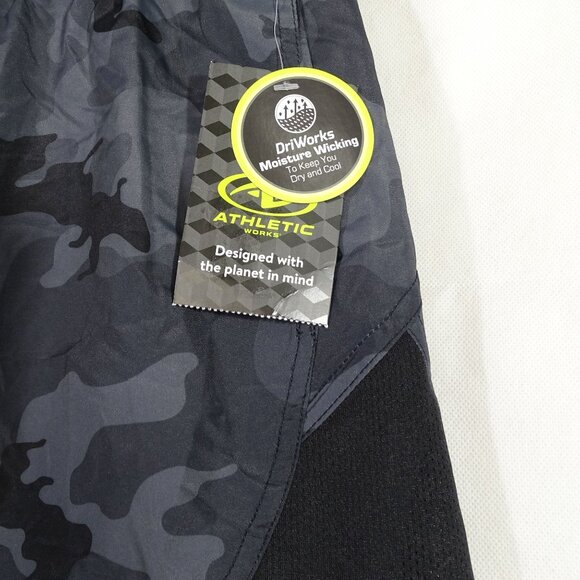 DriWorks
Moisture Wicking
To Keep You
Dry and Cool
ATHLETIC
WORKS
Designed with
the planet in mind